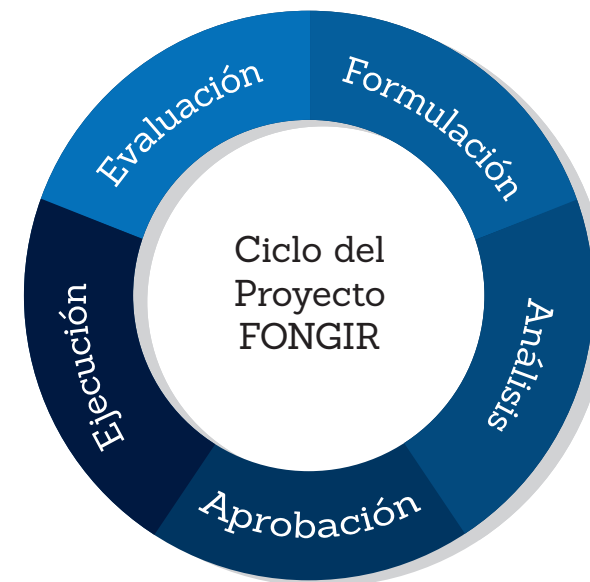 Formulación
Análisis
Aprobación
Ejecución
Evaluación
Ciclo del
Proyecto
FONGIR